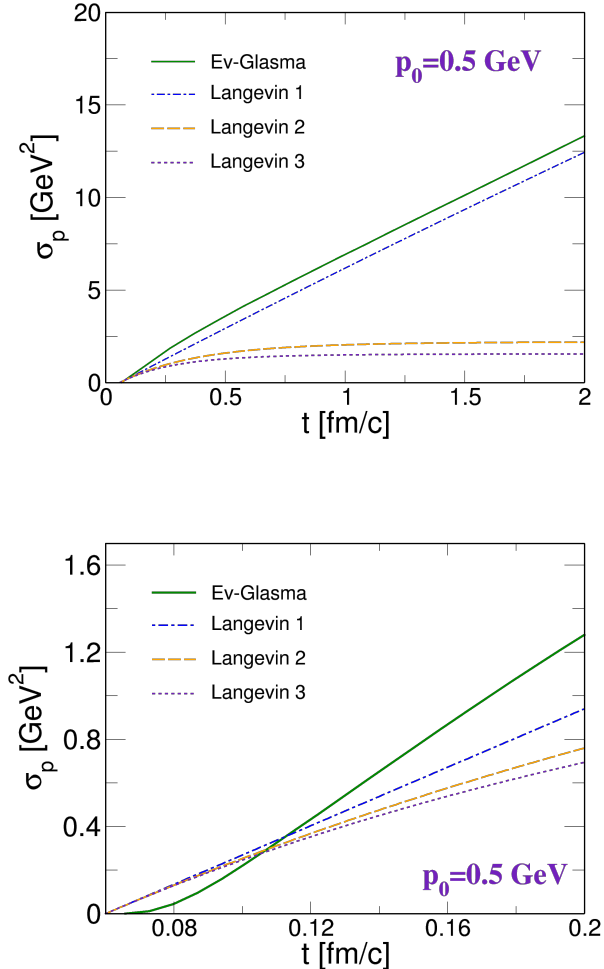 20
15
10
5
0
σp [GeV2]
Ev-Glasma
Langevin 1
Langevin 2
Langevin 3
p0=0.5 GeV
0 0.5 1 1.5 2
t [fm/c]
1.6
1.2
0.8
0.4
0
σp [GeV2]
Ev-Glasma
Langevin 1
Langevin 2
Langevin 3
p0=0.5 GeV
0.08 0.12 0.16 0.2
t [fm/c]